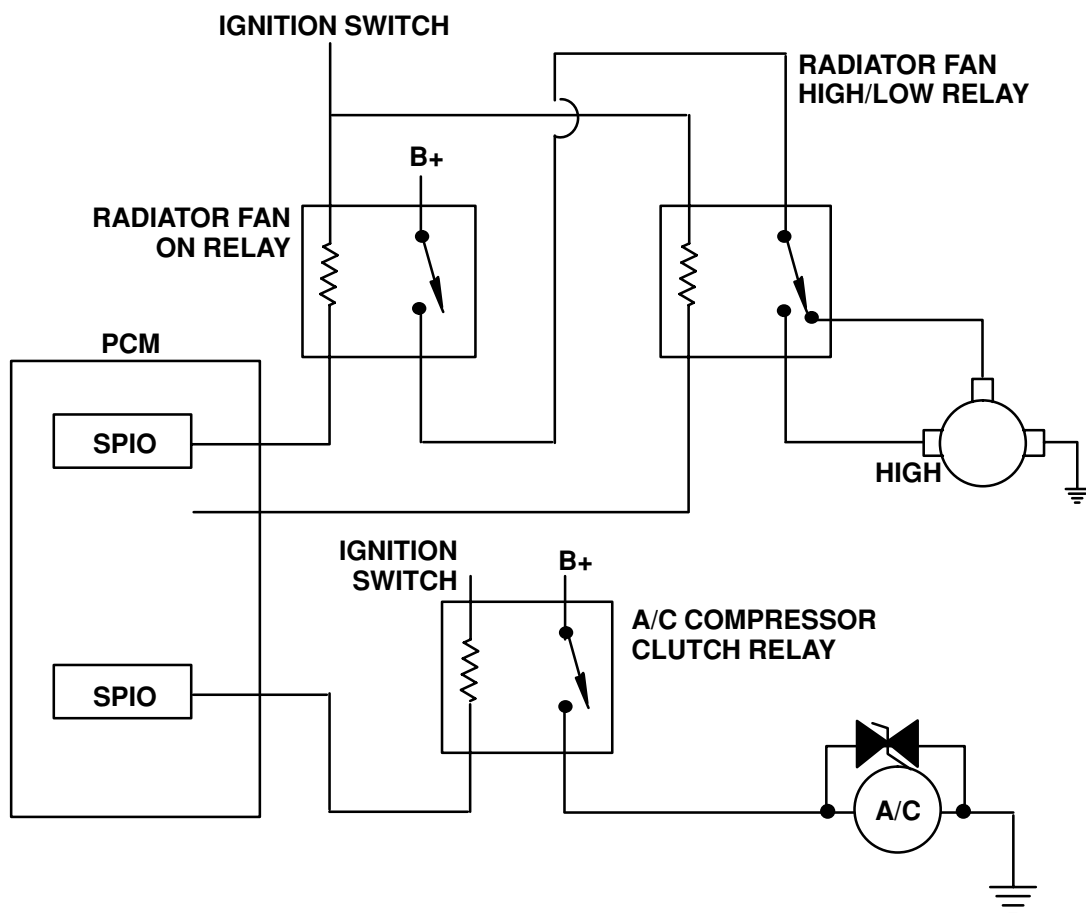 IGNITION SWITCH
RADIATOR FAN
HIGH/LOW RELAY
B+
RADIATOR FAN
ON RELAY
PCM
SPIO
HIGH
IGNITION
SWITCH
B+
A/C COMPRESSOR
CLUTCH RELAY
SPIO
A/C